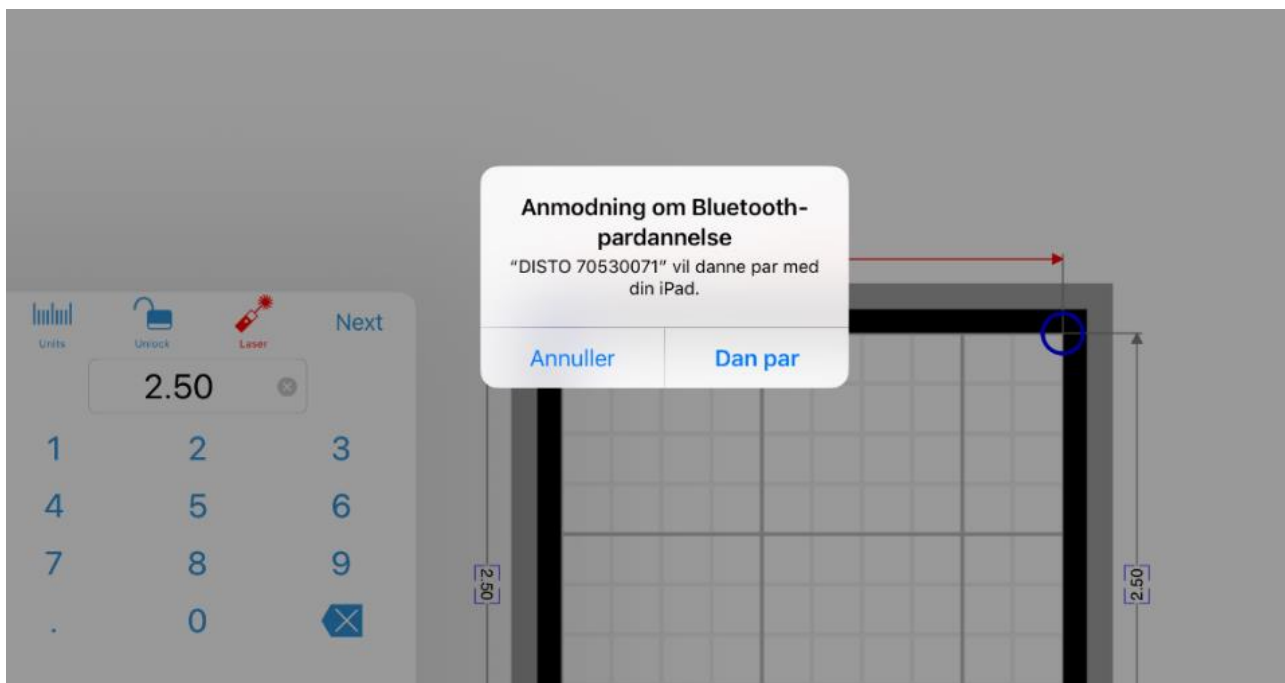 Anmodning om Bluetooth-
pardannelse
“DISTO 70530071” vil danne par med
din iPad.
Annuller
Dan par
Units
Unlock
Laser
Next
2.50
1 2 3
4 5 6
7 8 9
. 0
2.50
2.50